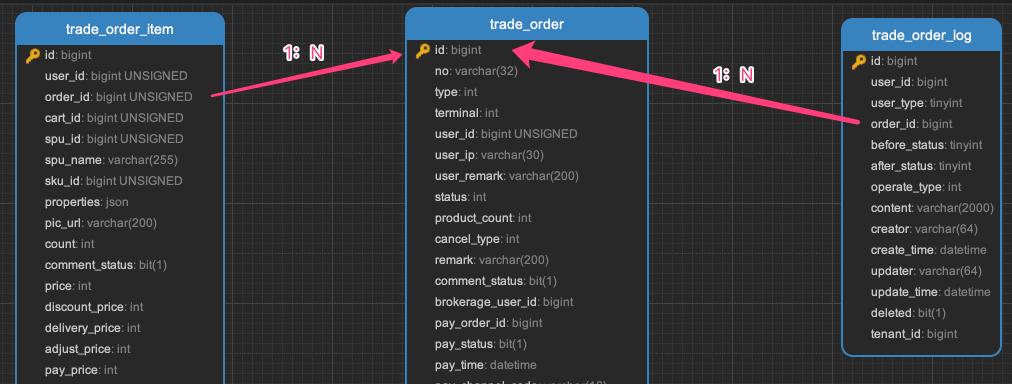 trade_order_item
id: bigint
user_id: bigint UNSIGNED
order_id: bigint UNSIGNED
cart_id: bigint UNSIGNED
spu_id: bigint UNSIGNED
spu_name: varchar(255)
sku_id: bigint UNSIGNED
properties: json
pic_url: varchar(200)
count: int
comment_status: bit(1)
price: int
discount_price: int
delivery_price: int
adjust_price: int
pay_price: int
1: N
trade_order
id: bigint
no: varchar(32)
type: int
terminal: int
user_id: bigint UNSIGNED
user_ip: varchar(30)
user_remark: varchar(200)
status: int
product_count: int
cancel_type: int
remark: varchar(200)
comment_status: bit(1)
brokerage_user_id: bigint
pay_order_id: bigint
pay_status: bit(1)
pay_time: datetime
1: N
trade_order_log
id: bigint
user_id: bigint
user_type: tinyint
order_id: bigint
before_status: tinyint
after_status: tinyint
operate_type: int
content: varchar(2000)
creator: varchar(64)
create_time: datetime
updater: varchar(64)
update_time: datetime
deleted: bit(1)
tenant_id: bigint